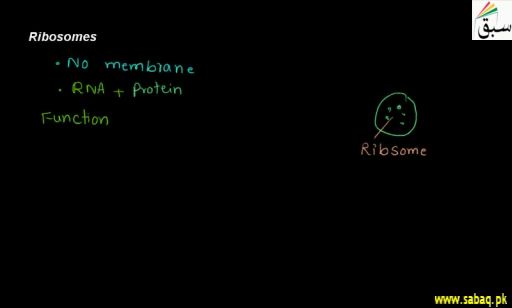 Ribosomes
سبق
• No membrane
• RNA + Protein
Function
Ribsome
www.sabaq.pk